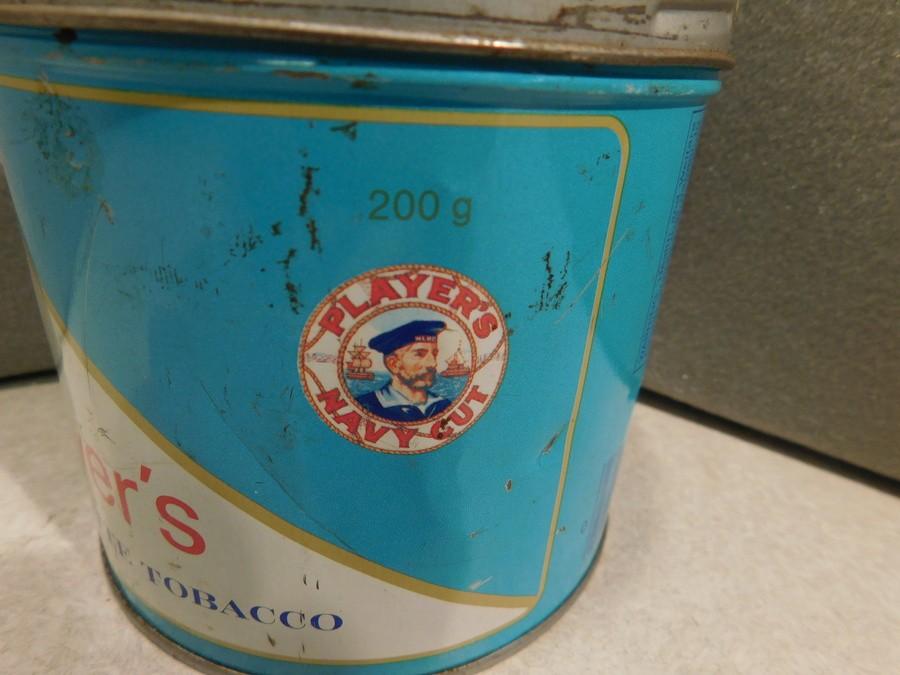 200 g
PLAYER'S
NAVY CUT
er's
TOBACCO